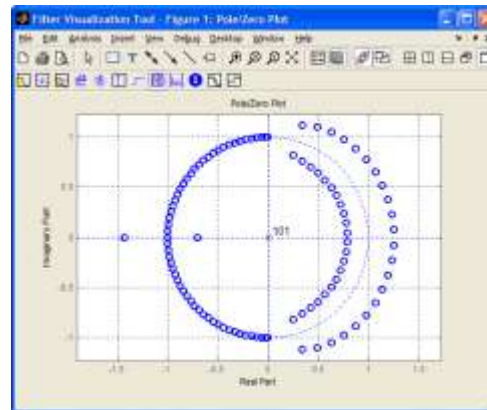 Filter Visualization Tool - Figure 1: Pole/Zero Plot
File Edit Analysis Insert View Debug Desktop Window Help
Pole/Zero Plot
1
0.5
0
-0.5
-1
Imaginary Part
101
-1.5 -1 -0.5 0 0.5 1 1.5
Real Part